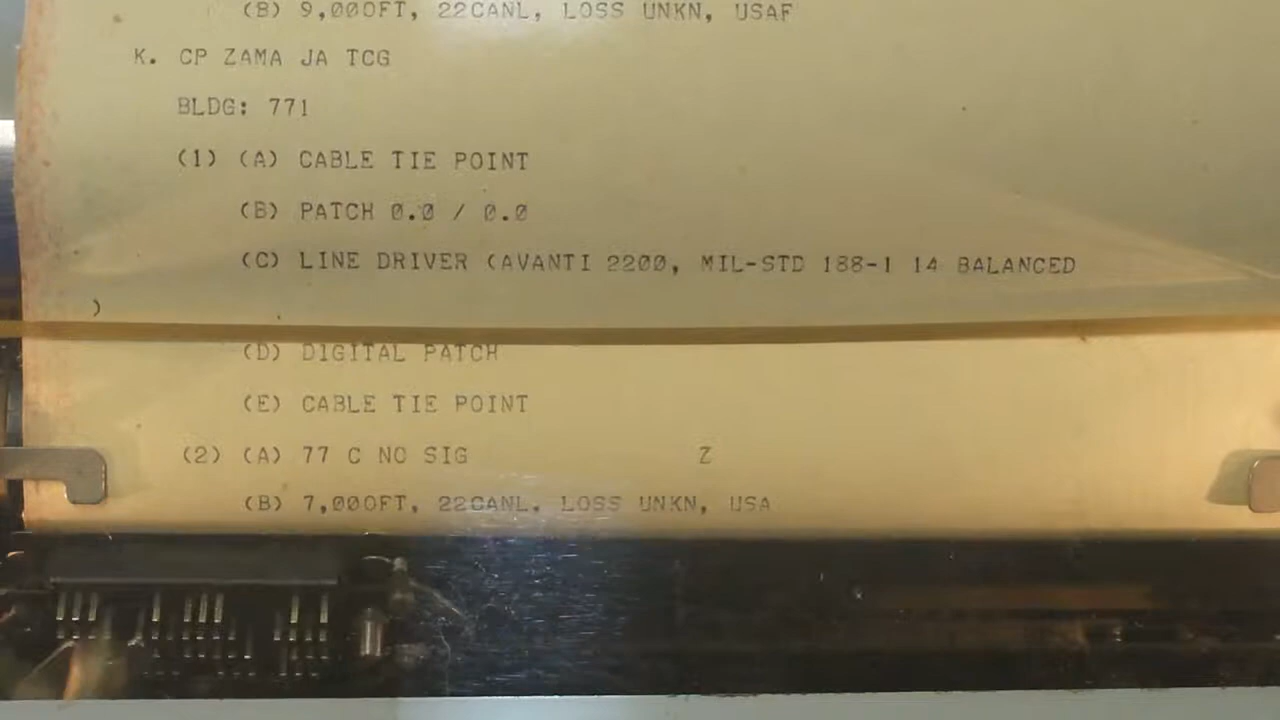 (B) 9,000FT, 22CANL, LOSS UNKN, USAF
K. CP ZAMA JA TCG
BLDG: 771
(1) (A) CABLE TIE POINT
(B) PATCH 0.0 / 0.0
(C) LINE DRIVER (AVANTI 2200, MIL-STD 188-1 14 BALANCED
)
(D) DIGITAL PATCH
(E) CABLE TIE POINT
(2) (A) 77 C NO SIG Z
(B) 7,000FT, 22GANL, LOSS UNKN, USA